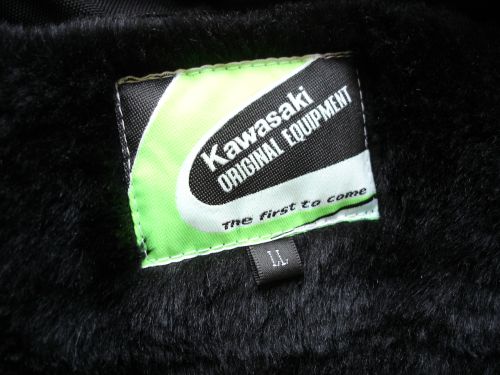 Kawasaki
ORIGINAL EQUIPMENT
The first to come
LL